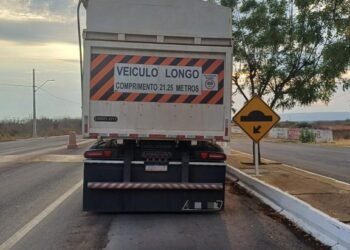 VEICULO LONGO
COMPRIMENTO 21.25 METROS